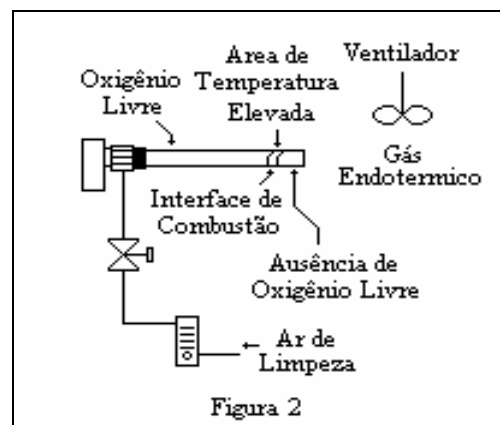 Area de
Temperatura
Elevada
Ventilador
Oxigênio
Livre
Gás
Endotermico
Interface de
Combustão
Ausência de
Oxigênio Livre
Ar de
Limpeza
Figura 2